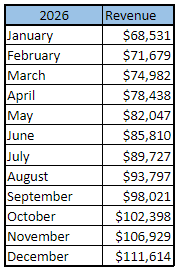 2026 Revenue
January $68,531
February $71,679
March $74,982
April $78,438
May $82,047
June $85,810
July $89,727
August $93,797
September $98,021
October $102,398
November $106,929
December $111,614